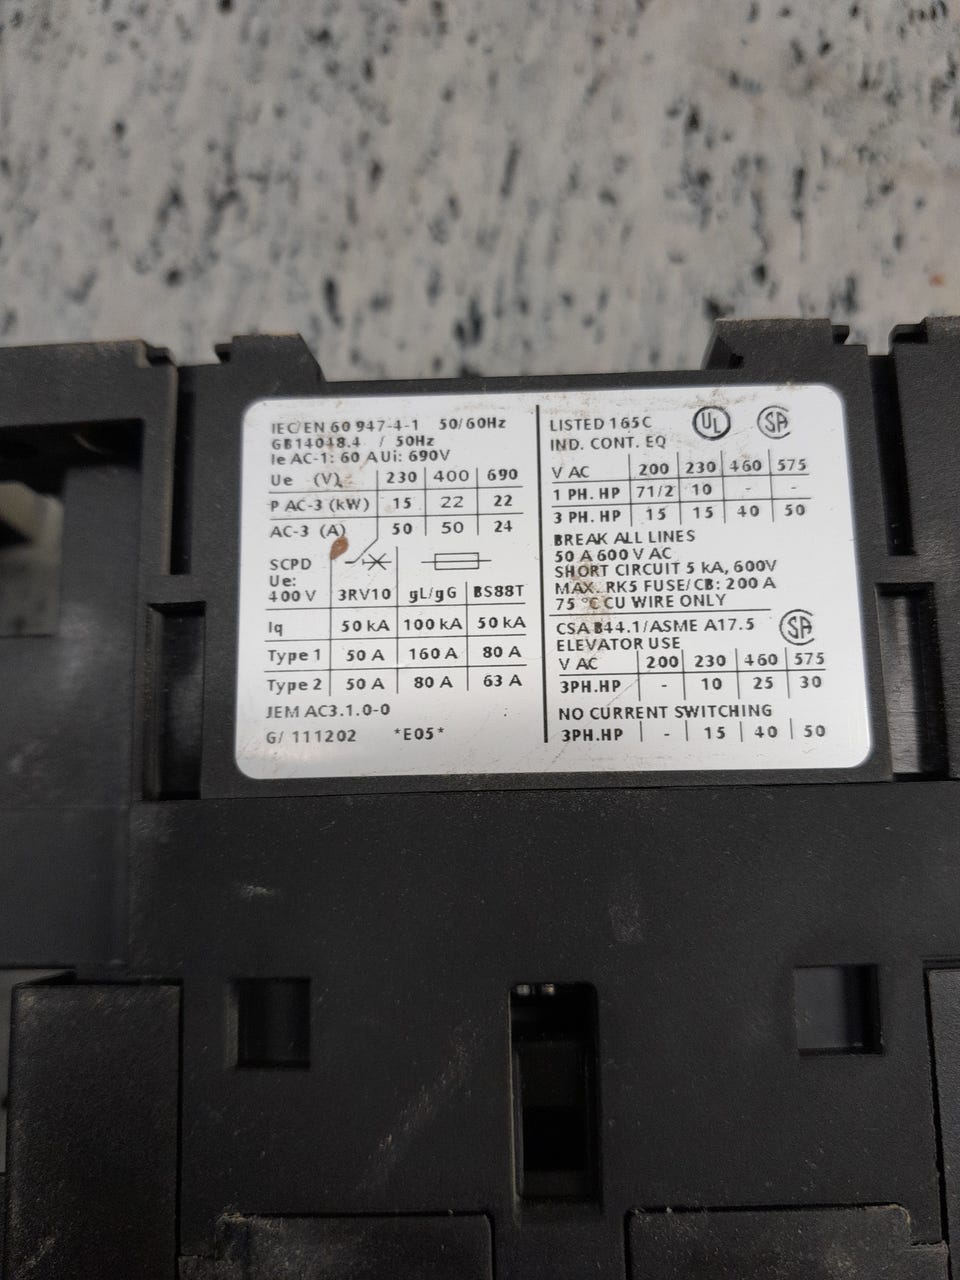 IEC/EN 60 947-4-1 50/60Hz
GB14048.4 / 50Hz
Ie AC-1: 60 A Ui: 690V
Ue (V) 230 400 690
P AC-3 (kW) 15 22 22
AC-3 (A) 50 50 24
SCPD
Ue:
400 V 3RV10 gL/gG BS88T
Iq 50 kA 100 kA 50 kA
Type 1 50 A 160 A 80 A
Type 2 50 A 80 A 63 A
JEM AC3.1.0-0
G/ 111202 *E05*
LISTED 165C UL SA
IND. CONT. EQ
V AC 200 230 460 575
1 PH. HP 71/2 10 - -
3 PH. HP 15 15 40 50
BREAK ALL LINES
50 A 600 V AC
SHORT CIRCUIT 5 kA, 600V
MAX. RK5 FUSE/CB: 200 A
75 °C CU WIRE ONLY
CSA B44.1/ASME A17.5 SA
ELEVATOR USE
V AC 200 230 460 575
3PH.HP - 10 25 30
NO CURRENT SWITCHING
3PH.HP - 15 40 50